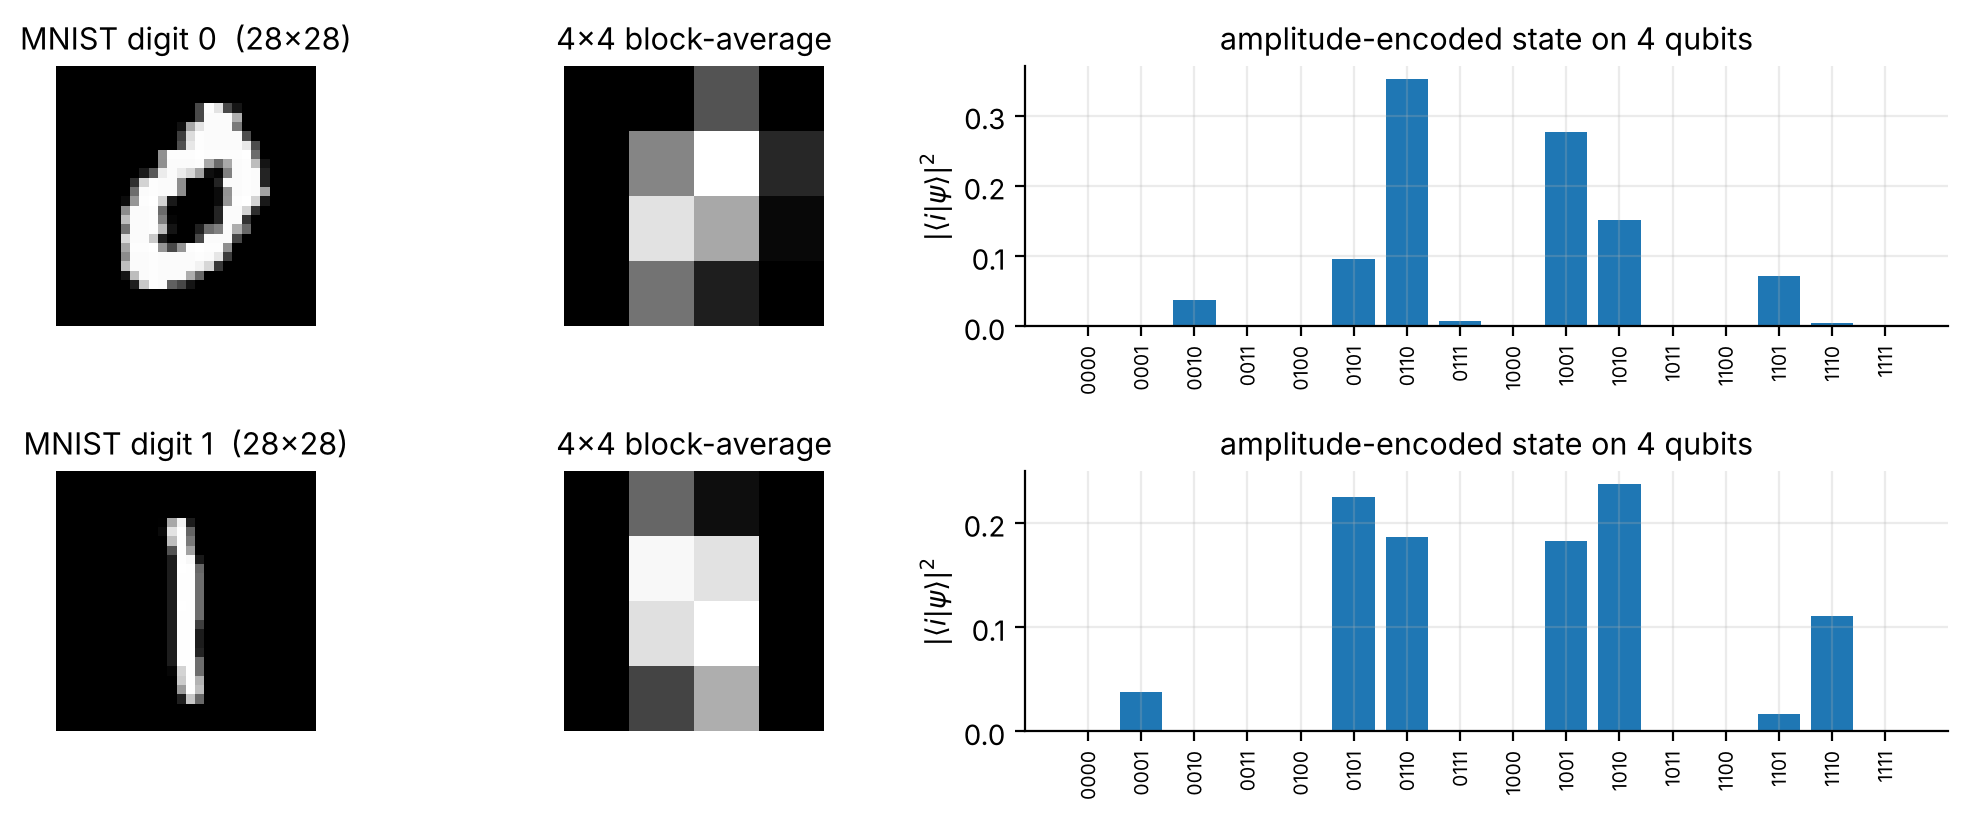 MNIST digit 0 (28×28)
4×4 block-average
amplitude-encoded state on 4 qubits
|⟨i|ψ⟩|²
0.3
0.2
0.1
0.0
0000 0001 0010 0011 0100 0101 0110 0111 1000 1001 1010 1011 1100 1101 1110 1111
MNIST digit 1 (28×28)
4×4 block-average
amplitude-encoded state on 4 qubits
|⟨i|ψ⟩|²
0.2
0.1
0.0
0000 0001 0010 0011 0100 0101 0110 0111 1000 1001 1010 1011 1100 1101 1110 1111